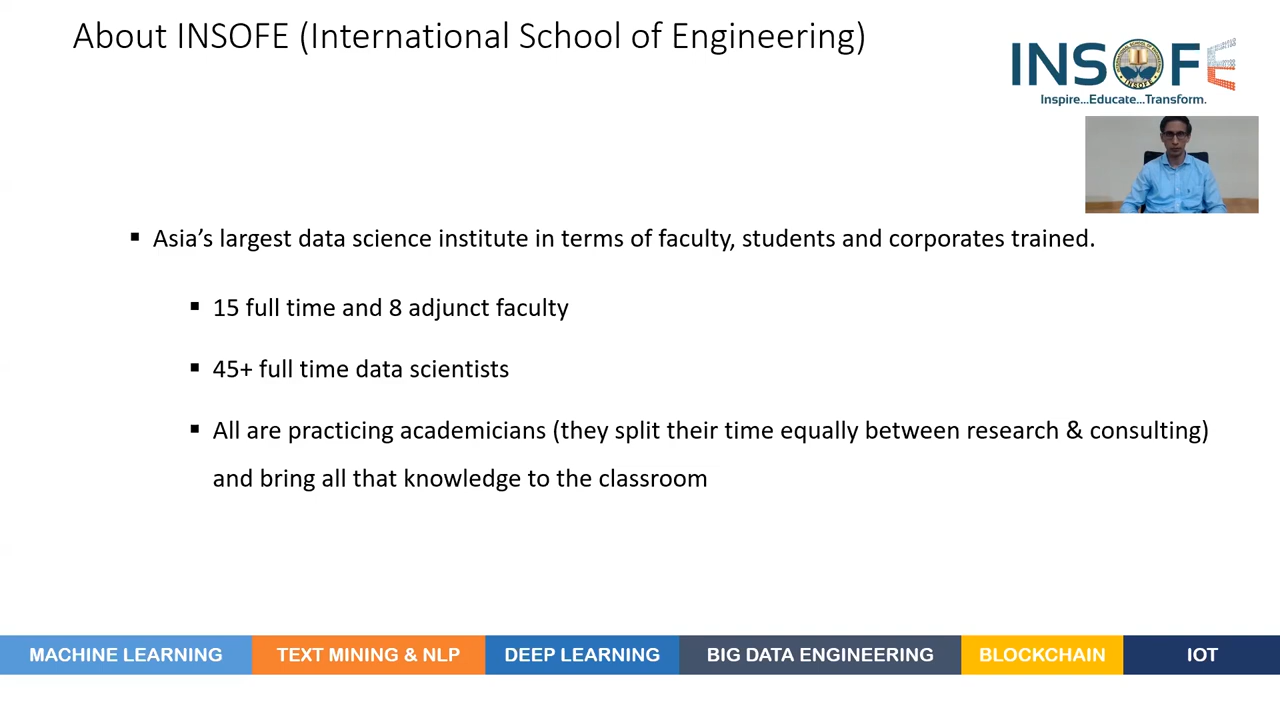 About INSOFE (International School of Engineering)
INSOFE
Inspire...Educate...Transform.
▪ Asia’s largest data science institute in terms of faculty, students and corporates trained.
▪ 15 full time and 8 adjunct faculty
▪ 45+ full time data scientists
▪ All are practicing academicians (they split their time equally between research & consulting)
and bring all that knowledge to the classroom
MACHINE LEARNING TEXT MINING & NLP DEEP LEARNING BIG DATA ENGINEERING BLOCKCHAIN IOT